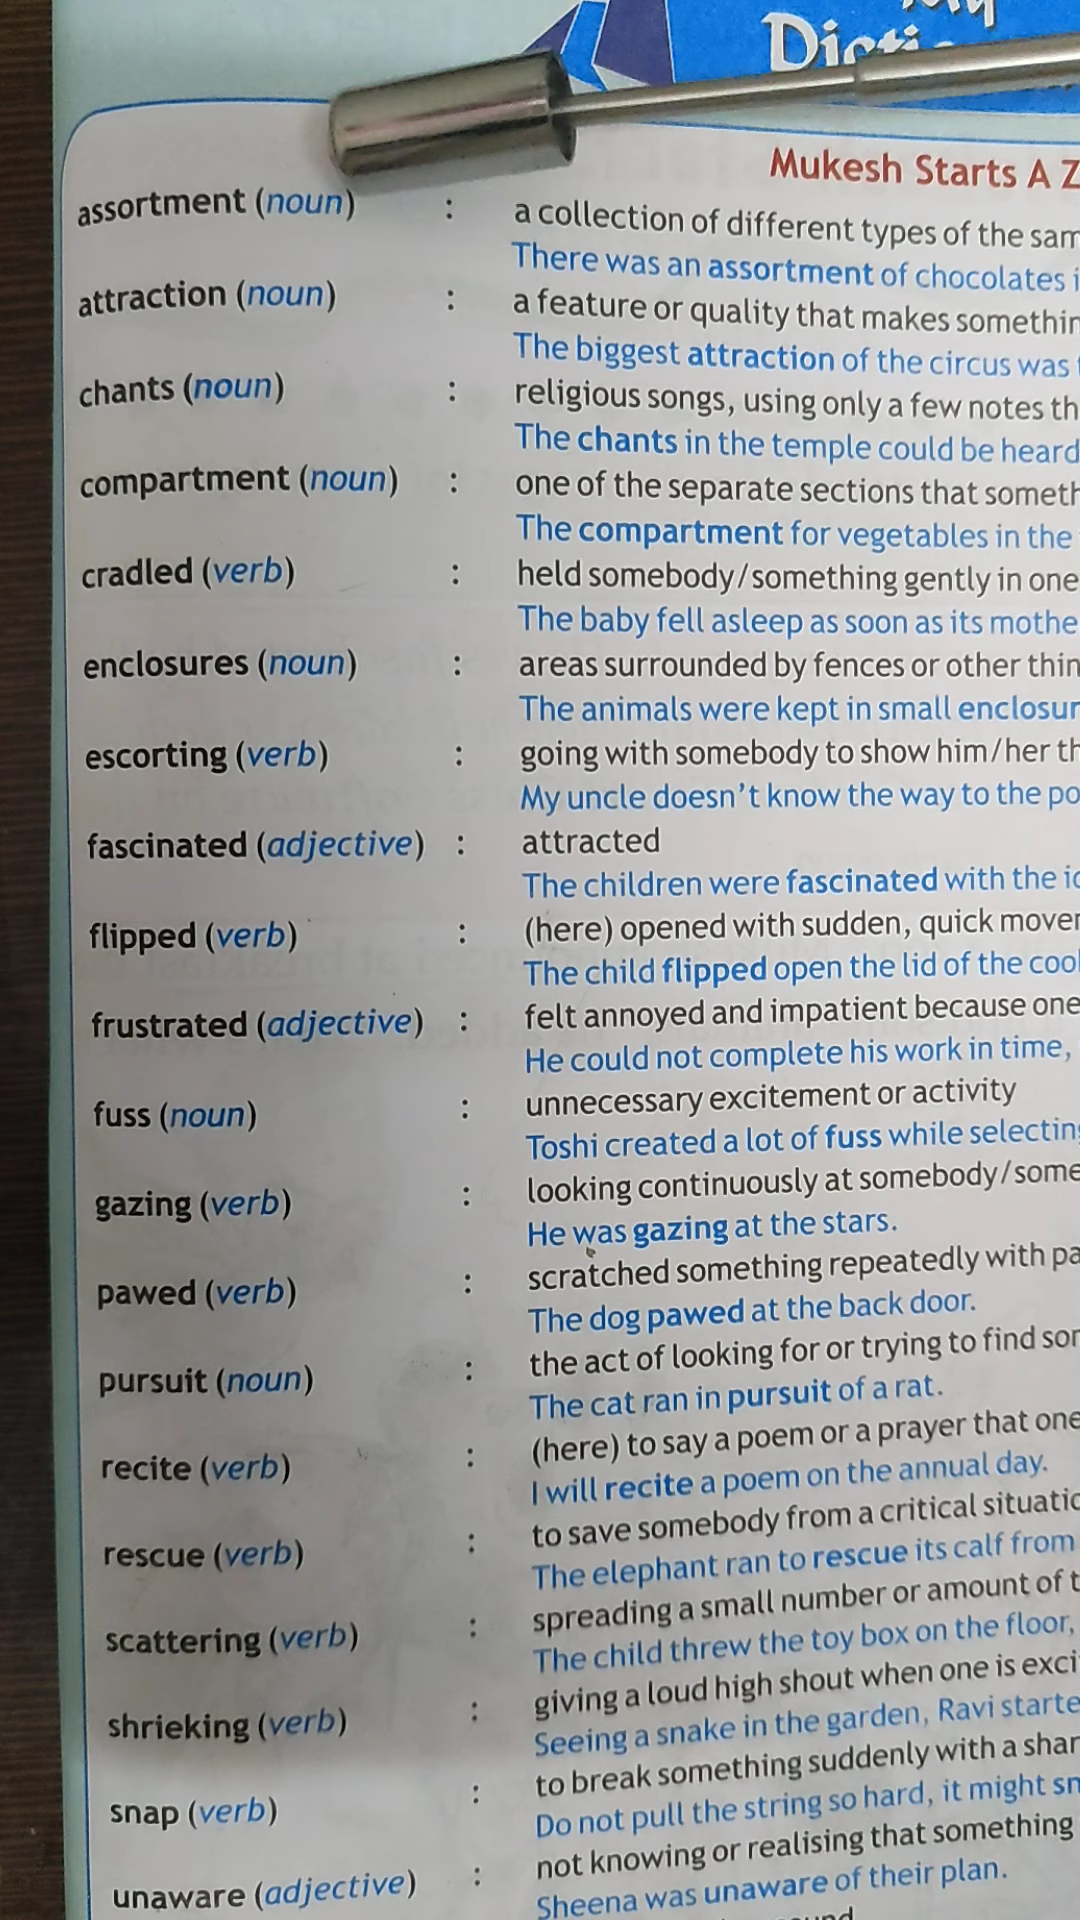 My
Mukesh Starts A Z
assortment (noun) : a collection of different types of the sam
There was an assortment of chocolates i
attraction (noun) : a feature or quality that makes somethin
The biggest attraction of the circus was
chants (noun) : religious songs, using only a few notes th
The chants in the temple could be heard
compartment (noun) : one of the separate sections that someth
The compartment for vegetables in the
cradled (verb) : held somebody/something gently in one
The baby fell asleep as soon as its mothe
enclosures (noun) : areas surrounded by fences or other thin
The animals were kept in small enclosur
escorting (verb) : going with somebody to show him/her th
My uncle doesn't know the way to the po
fascinated (adjective) : attracted
The children were fascinated with the ic
flipped (verb) : (here) opened with sudden, quick mover
The child flipped open the lid of the cool
frustrated (adjective) : felt annoyed and impatient because one
He could not complete his work in time,
fuss (noun) : unnecessary excitement or activity
Toshi created a lot of fuss while selecting
gazing (verb) : looking continuously at somebody/some
He was gazing at the stars.
pawed (verb) : scratched something repeatedly with pa
The dog pawed at the back door.
pursuit (noun) : the act of looking for or trying to find som
The cat ran in pursuit of a rat.
recite (verb) : (here) to say a poem or a prayer that one
I will recite a poem on the annual day.
rescue (verb) : to save somebody from a critical situatio
The elephant ran to rescue its calf from
scattering (verb) : spreading a small number or amount of t
The child threw the toy box on the floor,
shrieking (verb) : giving a loud high shout when one is exci
Seeing a snake in the garden, Ravi starte
snap (verb) : to break something suddenly with a shar
Do not pull the string so hard, it might sn
unaware (adjective) : not knowing or realising that something
Sheena was unaware of their plan.